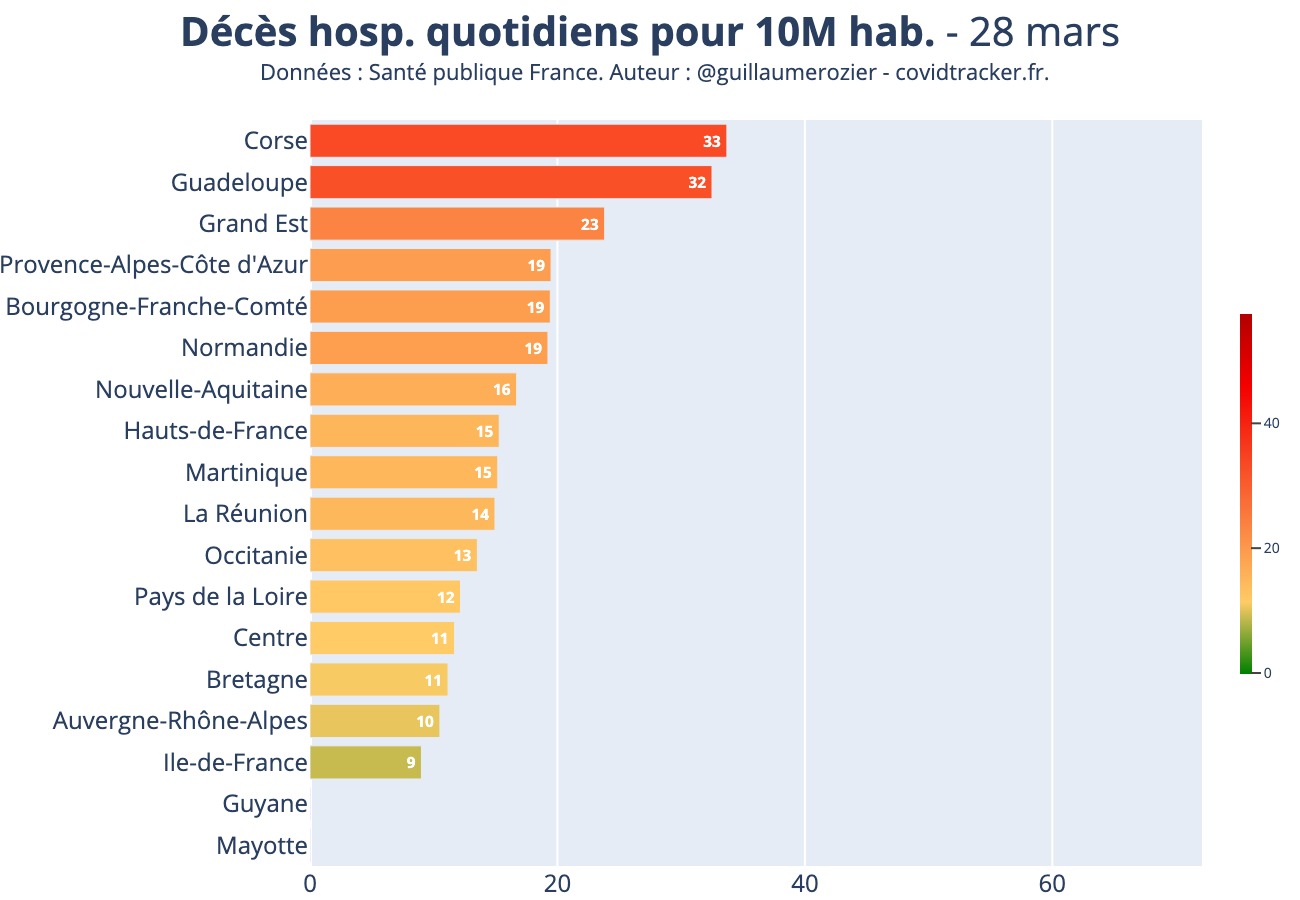 Décès hosp. quotidiens pour 10M hab. - 28 mars
Données : Santé publique France. Auteur : @guillaumerozier - covidtracker.fr.
Corse 33
Guadeloupe 32
Grand Est 23
Provence-Alpes-Côte d'Azur 19
Bourgogne-Franche-Comté 19
Normandie 19
Nouvelle-Aquitaine 16
Hauts-de-France 15
Martinique 15
La Réunion 14
Occitanie 13
Pays de la Loire 12
Centre 11
Bretagne 11
Auvergne-Rhône-Alpes 10
Ile-de-France 9
Guyane
Mayotte
0 20 40 60
40
20
0